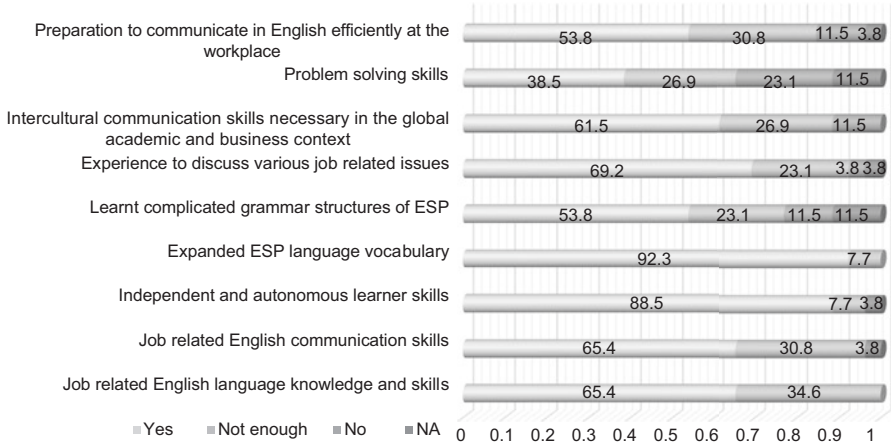 Preparation to communicate in English efficiently at the
workplace
53.8 30.8 11.5 3.8
Problem solving skills
38.5 26.9 23.1 11.5
Intercultural communication skills necessary in the global
academic and business context
61.5 26.9 11.5
Experience to discuss various job related issues
69.2 23.1 3.8 3.8
Learnt complicated grammar structures of ESP
53.8 23.1 11.5 11.5
Expanded ESP language vocabulary
92.3 7.7
Independent and autonomous learner skills
88.5 7.7 3.8
Job related English communication skills
65.4 30.8 3.8
Job related English language knowledge and skills
65.4 34.6
Yes Not enough No NA
0 0.1 0.2 0.3 0.4 0.5 0.6 0.7 0.8 0.9 1